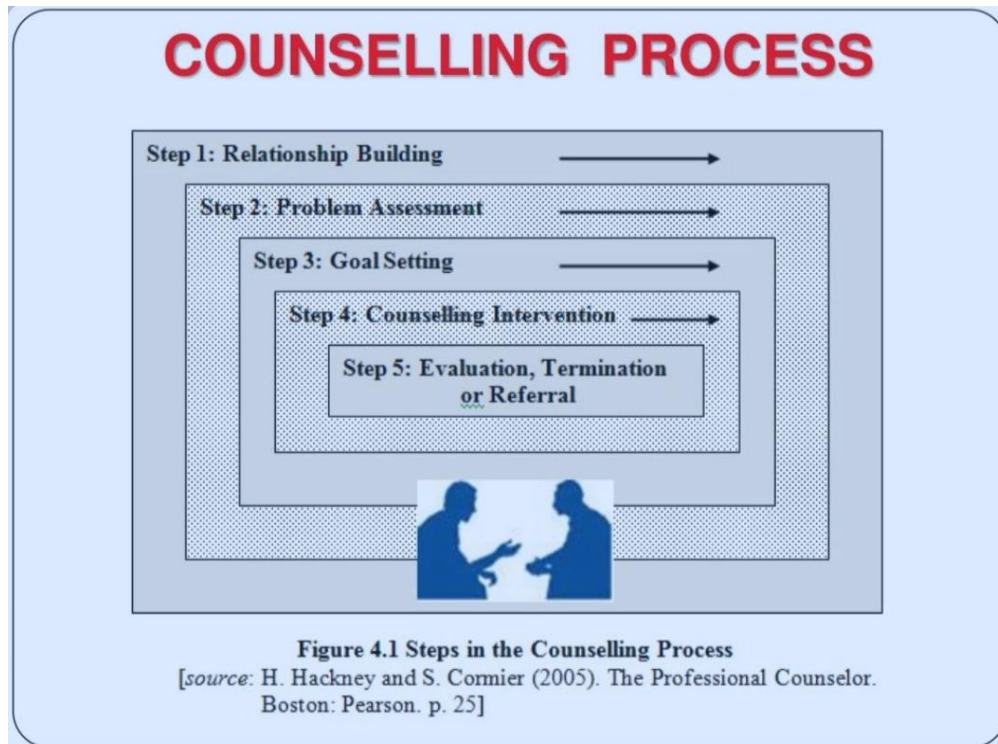 COUNSELLING PROCESS
Step 1: Relationship Building
Step 2: Problem Assessment
Step 3: Goal Setting
Step 4: Counselling Intervention
Step 5: Evaluation, Termination
or Referral
Figure 4.1 Steps in the Counselling Process
[source: H. Hackney and S. Cormier (2005). The Professional Counselor.
Boston: Pearson. p. 25]